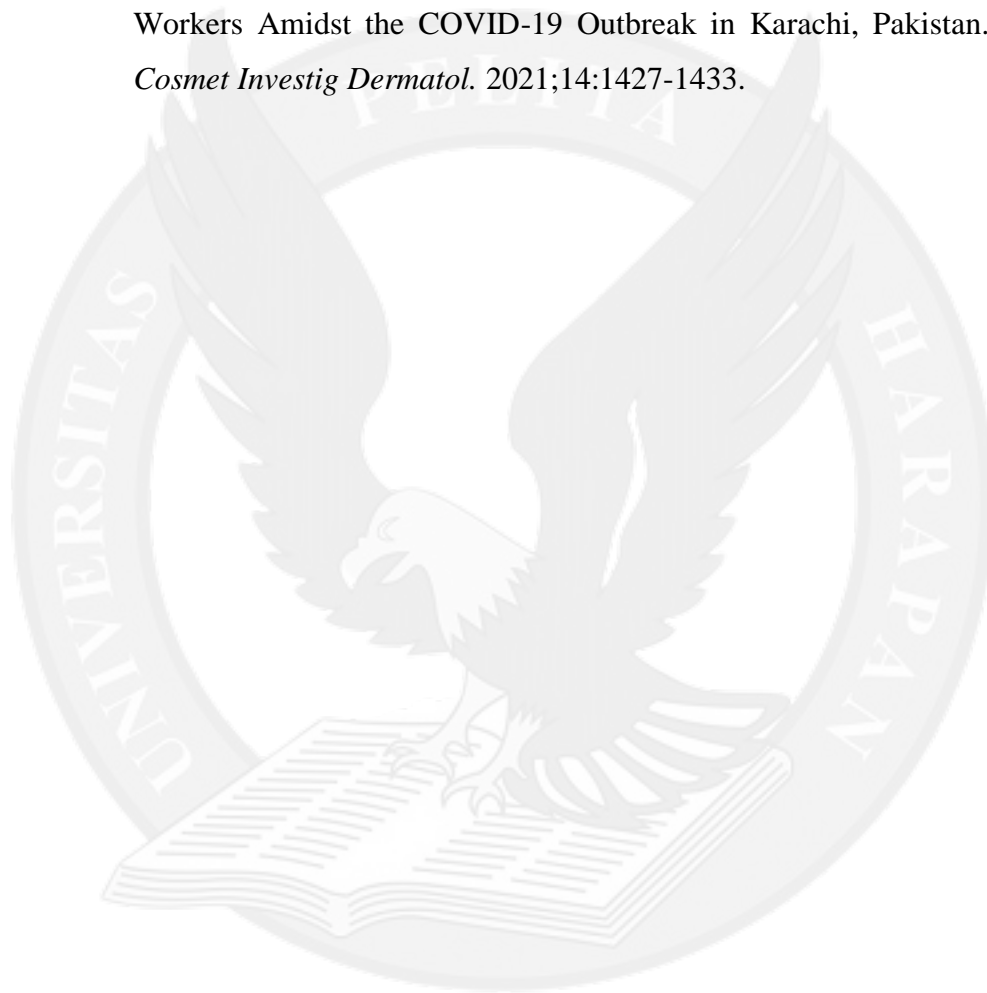 Workers Amidst the COVID-19 Outbreak in Karachi, Pakistan.
Cosmet Investig Dermatol. 2021;14:1427-1433.
UNIVERSITAS PELITA HARAPAN